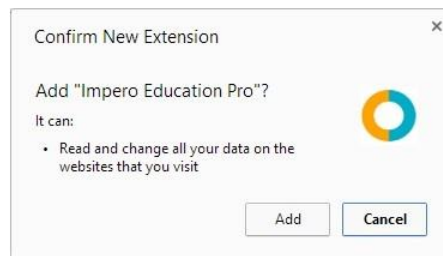 Confirm New Extension
Add "Impero Education Pro"?
It can:
• Read and change all your data on the
websites that you visit
Add
Cancel